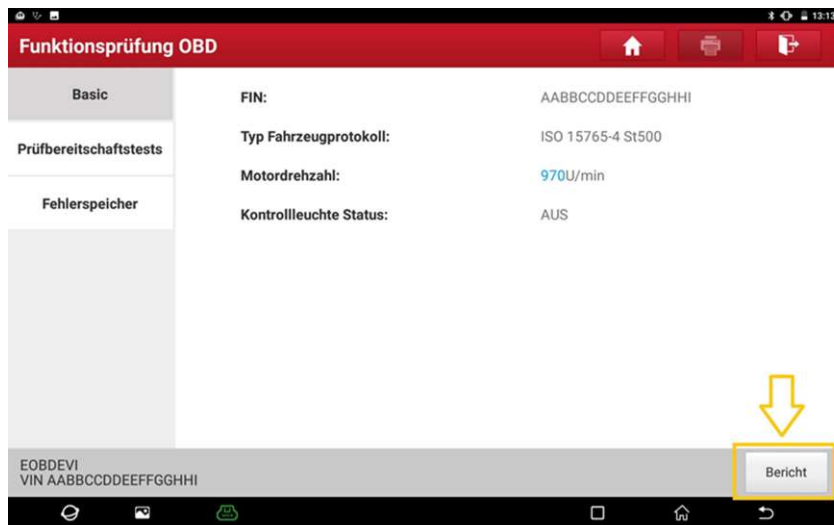 13:13
Funktionsprüfung OBD
Basic
Prüfbereitschaftstests
Fehlerspeicher
FIN: AABBCCDDEEFFGGHHI
Typ Fahrzeugprotokoll: ISO 15765-4 St500
Motordrehzahl: 970U/min
Kontrollleuchte Status: AUS
EOBDEVI
VIN AABBCCDDEEFFGGHHI
Bericht